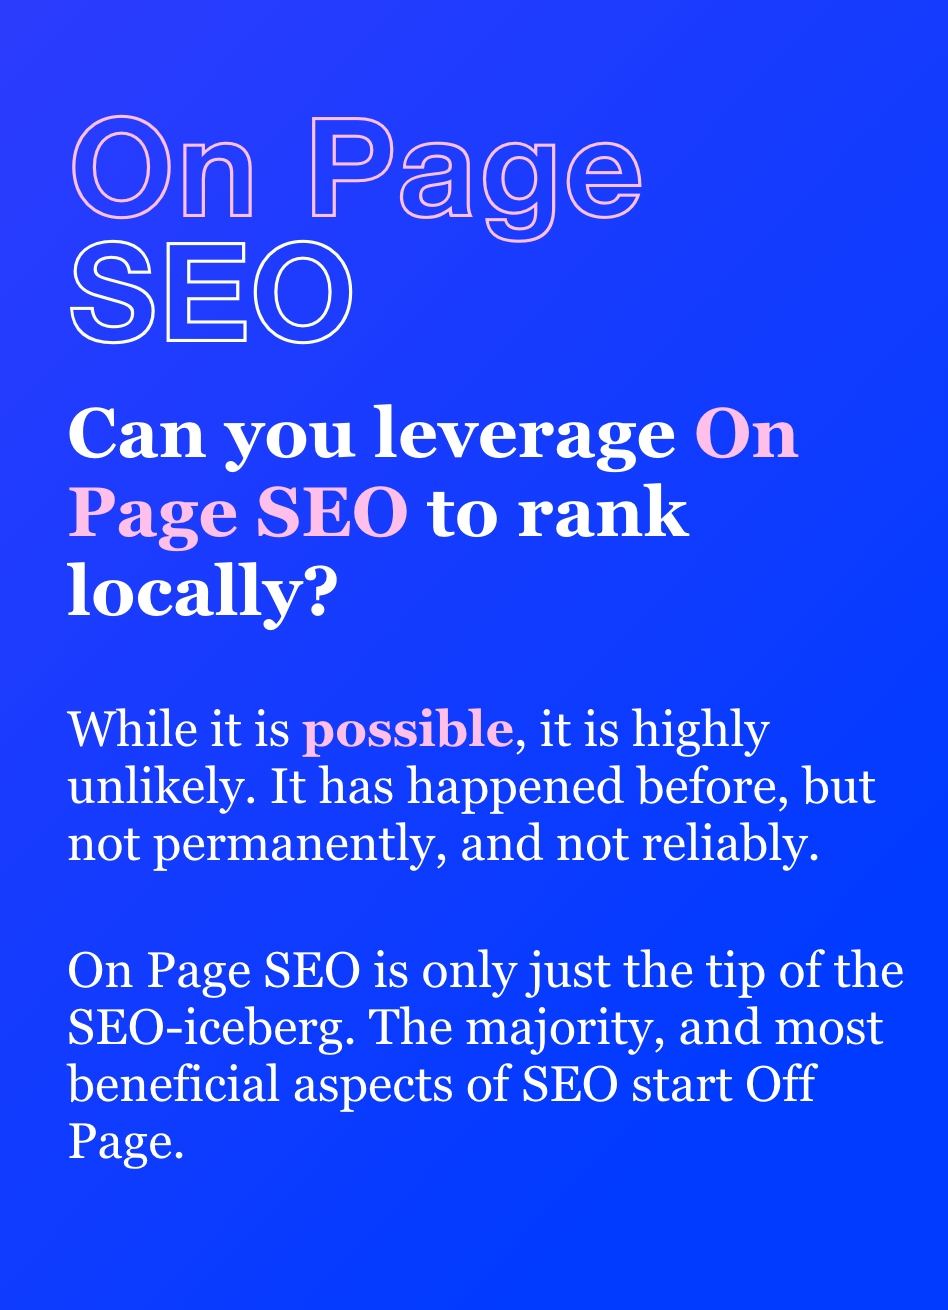 On Page
SEO
Can you leverage On
Page SEO to rank
locally?
While it is possible, it is highly
unlikely. It has happened before, but
not permanently, and not reliably.
On Page SEO is only just the tip of the
SEO-iceberg. The majority, and most
beneficial aspects of SEO start Off
Page.